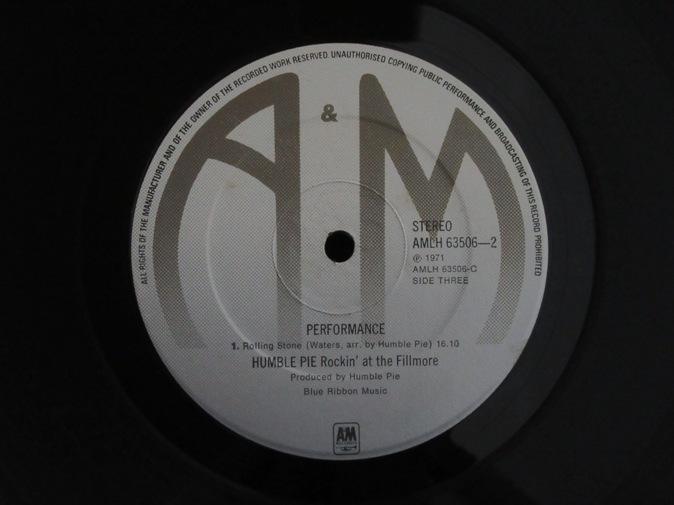 ALL RIGHTS OF THE MANUFACTURER AND OF THE OWNER OF THE RECORDED WORK RESERVED. UNAUTHORISED COPYING PUBLIC PERFORMANCE AND BROADCASTING OF THIS RECORD PROHIBITED
A & M
STEREO
AMLH 63506—2
℗ 1971
AMLH 63506-C
SIDE THREE
PERFORMANCE
1. Rolling Stone (Waters, arr. by Humble Pie) 16.10
HUMBLE PIE Rockin' at the Fillmore
Produced by Humble Pie
Blue Ribbon Music
A&M
RECORDS